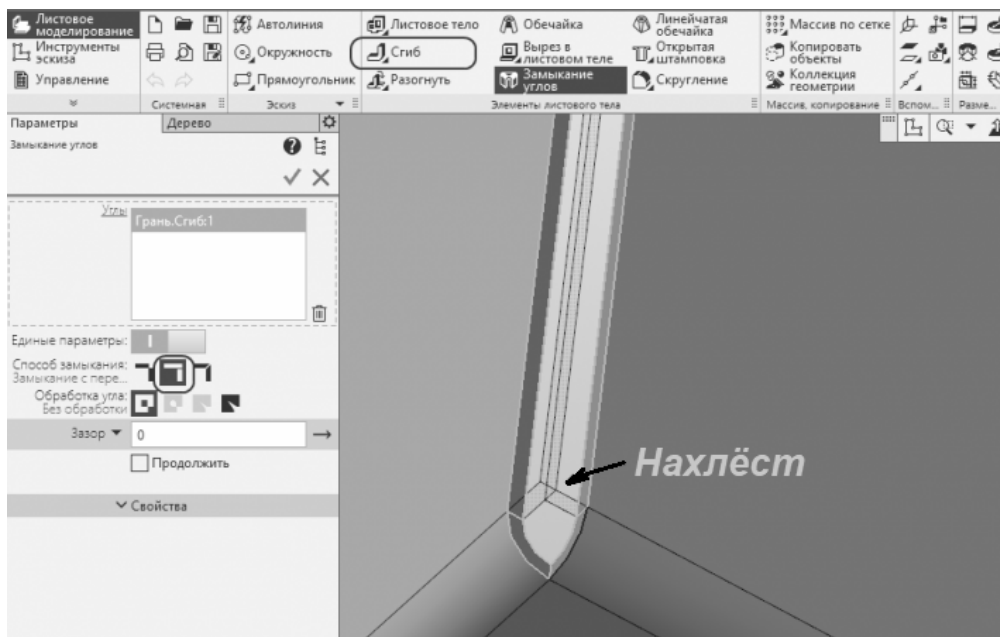 Листовое
моделирование
Инструменты
эскиза
Управление
Системная
Автолиния
Окружность
Прямоугольник
Эскиз
Листовое тело
Сгиб
Разогнуть
Обечайка
Вырез в
листовом теле
Замыкание
углов
Линейчатая
обечайка
Открытая
штамповка
Скругление
Элементы листового тела
Массив по сетке
Копировать
объекты
Коллекция
геометрии
Массив, копирование
Вспом...
Разме...
Параметры
Дерево
Замыкание углов
Углы
Грань.Сгиб:1
Единые параметры:
Способ замыкания:
Замыкание с пере...
Обработка угла:
Без обработки
Зазор
0
Продолжить
Свойства
Нахлёст